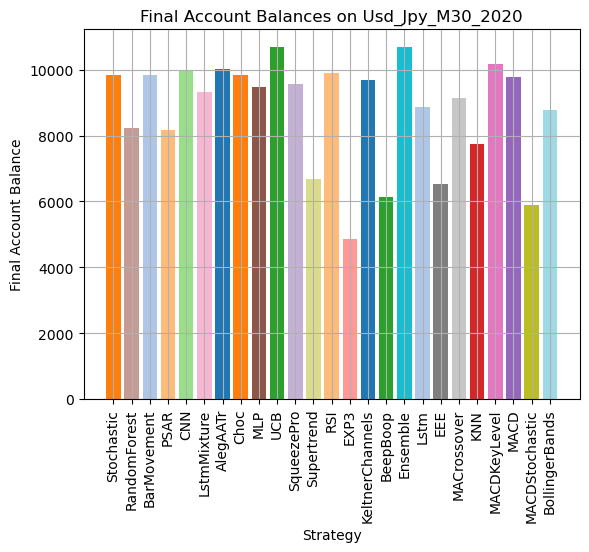 Final Account Balances on Usd_Jpy_M30_2020
Final Account Balance
10000
8000
6000
4000
2000
0
Stochastic
RandomForest
BarMovement
PSAR
CNN
LstmMixture
AlegAATr
Choc
MLP
UCB
SqueezePro
Supertrend
RSI
EXP3
KeltnerChannels
BeepBoop
Ensemble
Lstm
EEE
MACrossover
KNN
MACDKeyLevel
MACD
MACDStochastic
BollingerBands
Strategy